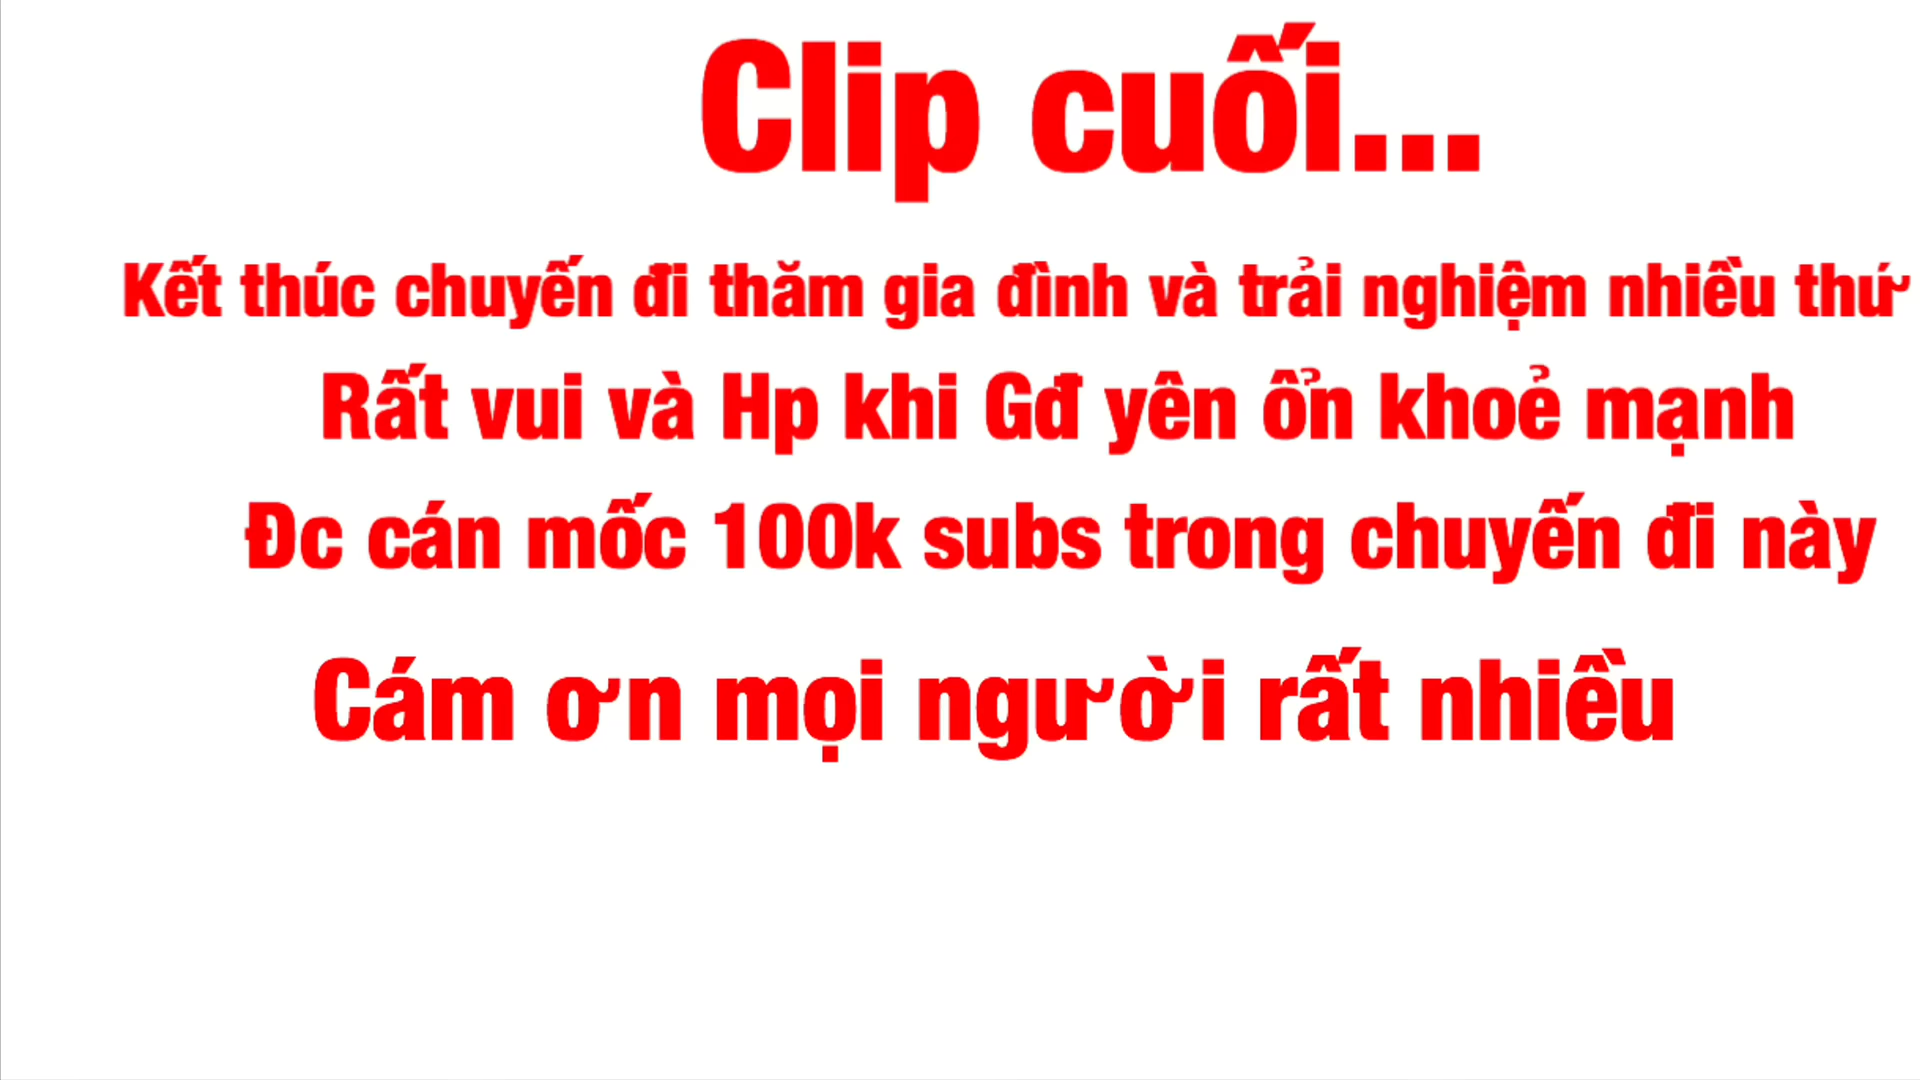 Clip cuối...
Kết thúc chuyến đi thăm gia đình và trải nghiệm nhiều thứ
Rất vui và Hp khi Gđ yên ổn khoẻ mạnh
Đc cán mốc 100k subs trong chuyến đi này
Cám ơn mọi người rất nhiều